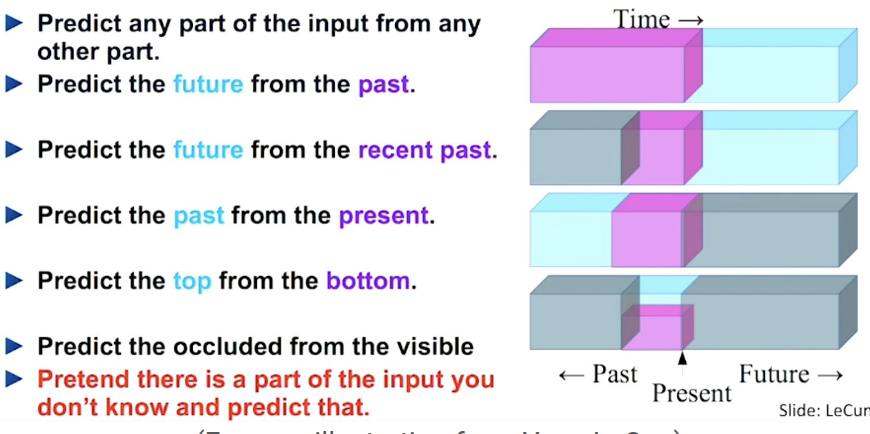 Predict any part of the input from any
other part.
Predict the future from the past.
Predict the future from the recent past.
Predict the past from the present.
Predict the top from the bottom.
Predict the occluded from the visible
Pretend there is a part of the input you
don't know and predict that.
Time →
← Past
Present
Future →
Slide: LeCun